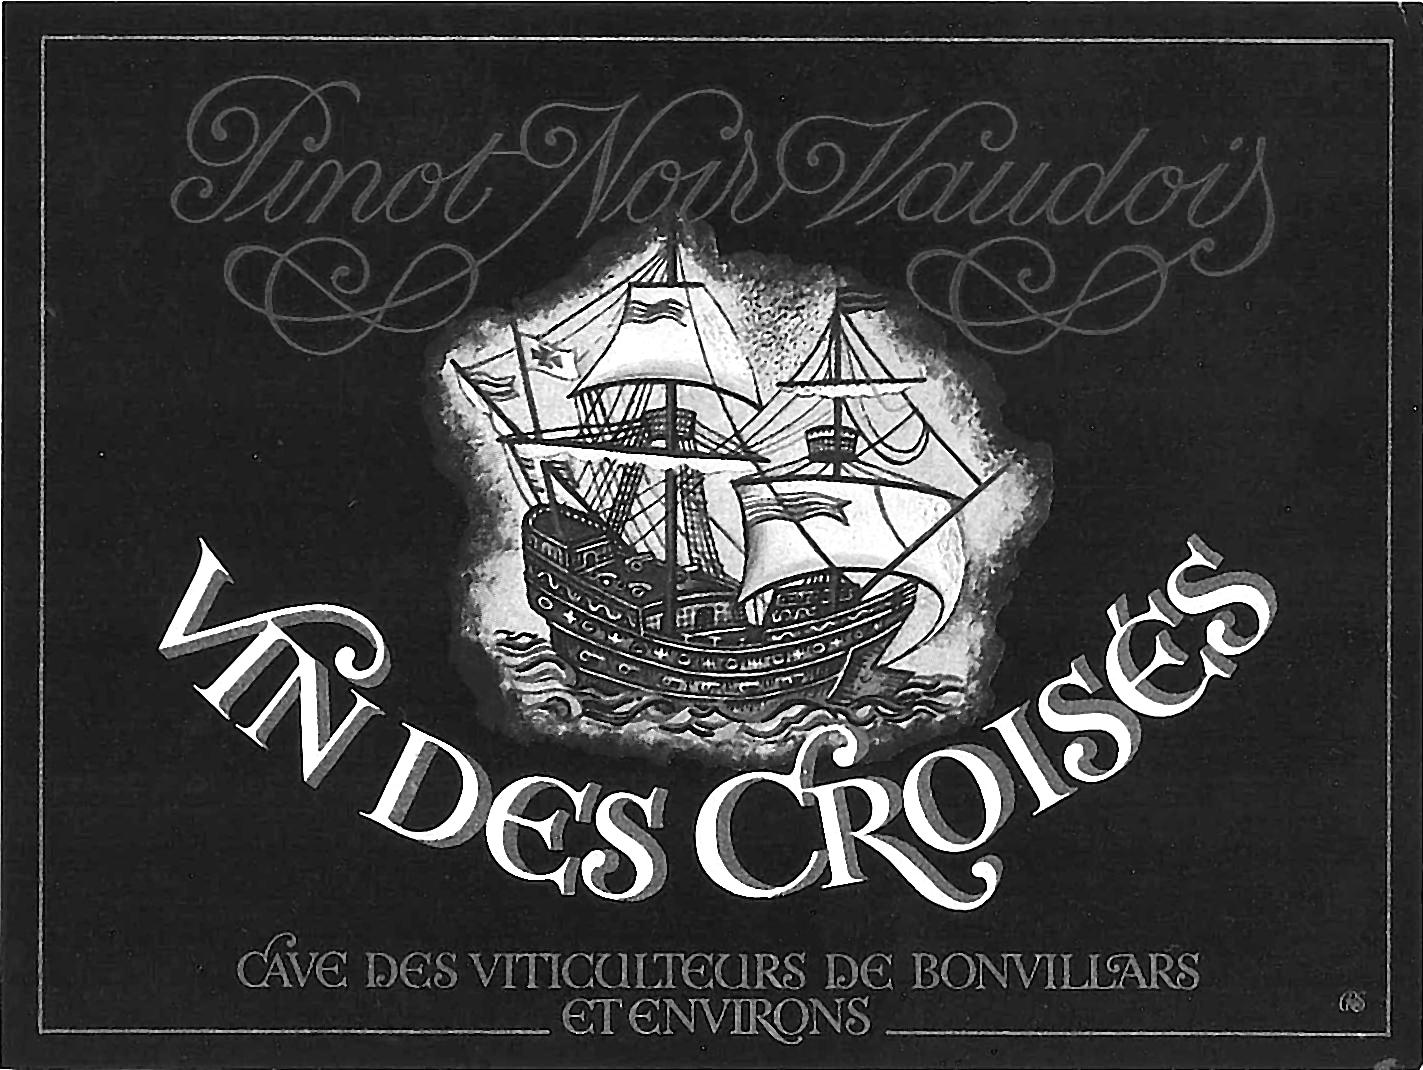 Pinot Noir Vaudois
VIN DES CROISÉS
CAVE DES VITICULTEURS DE BONVILLARS
ET ENVIRONS